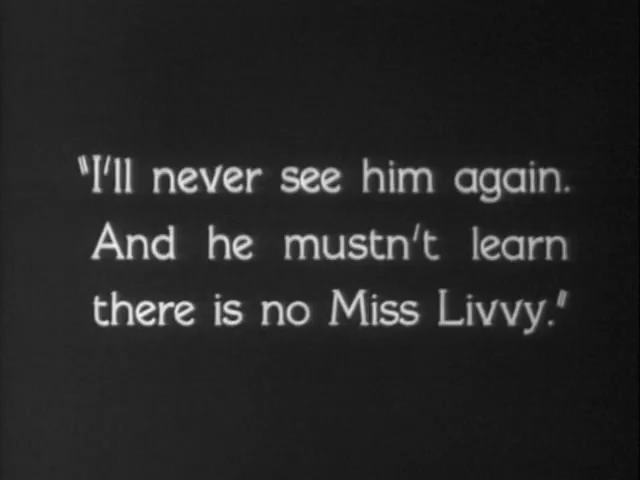 "I'll never see him again.
And he mustn't learn
there is no Miss Livvy."